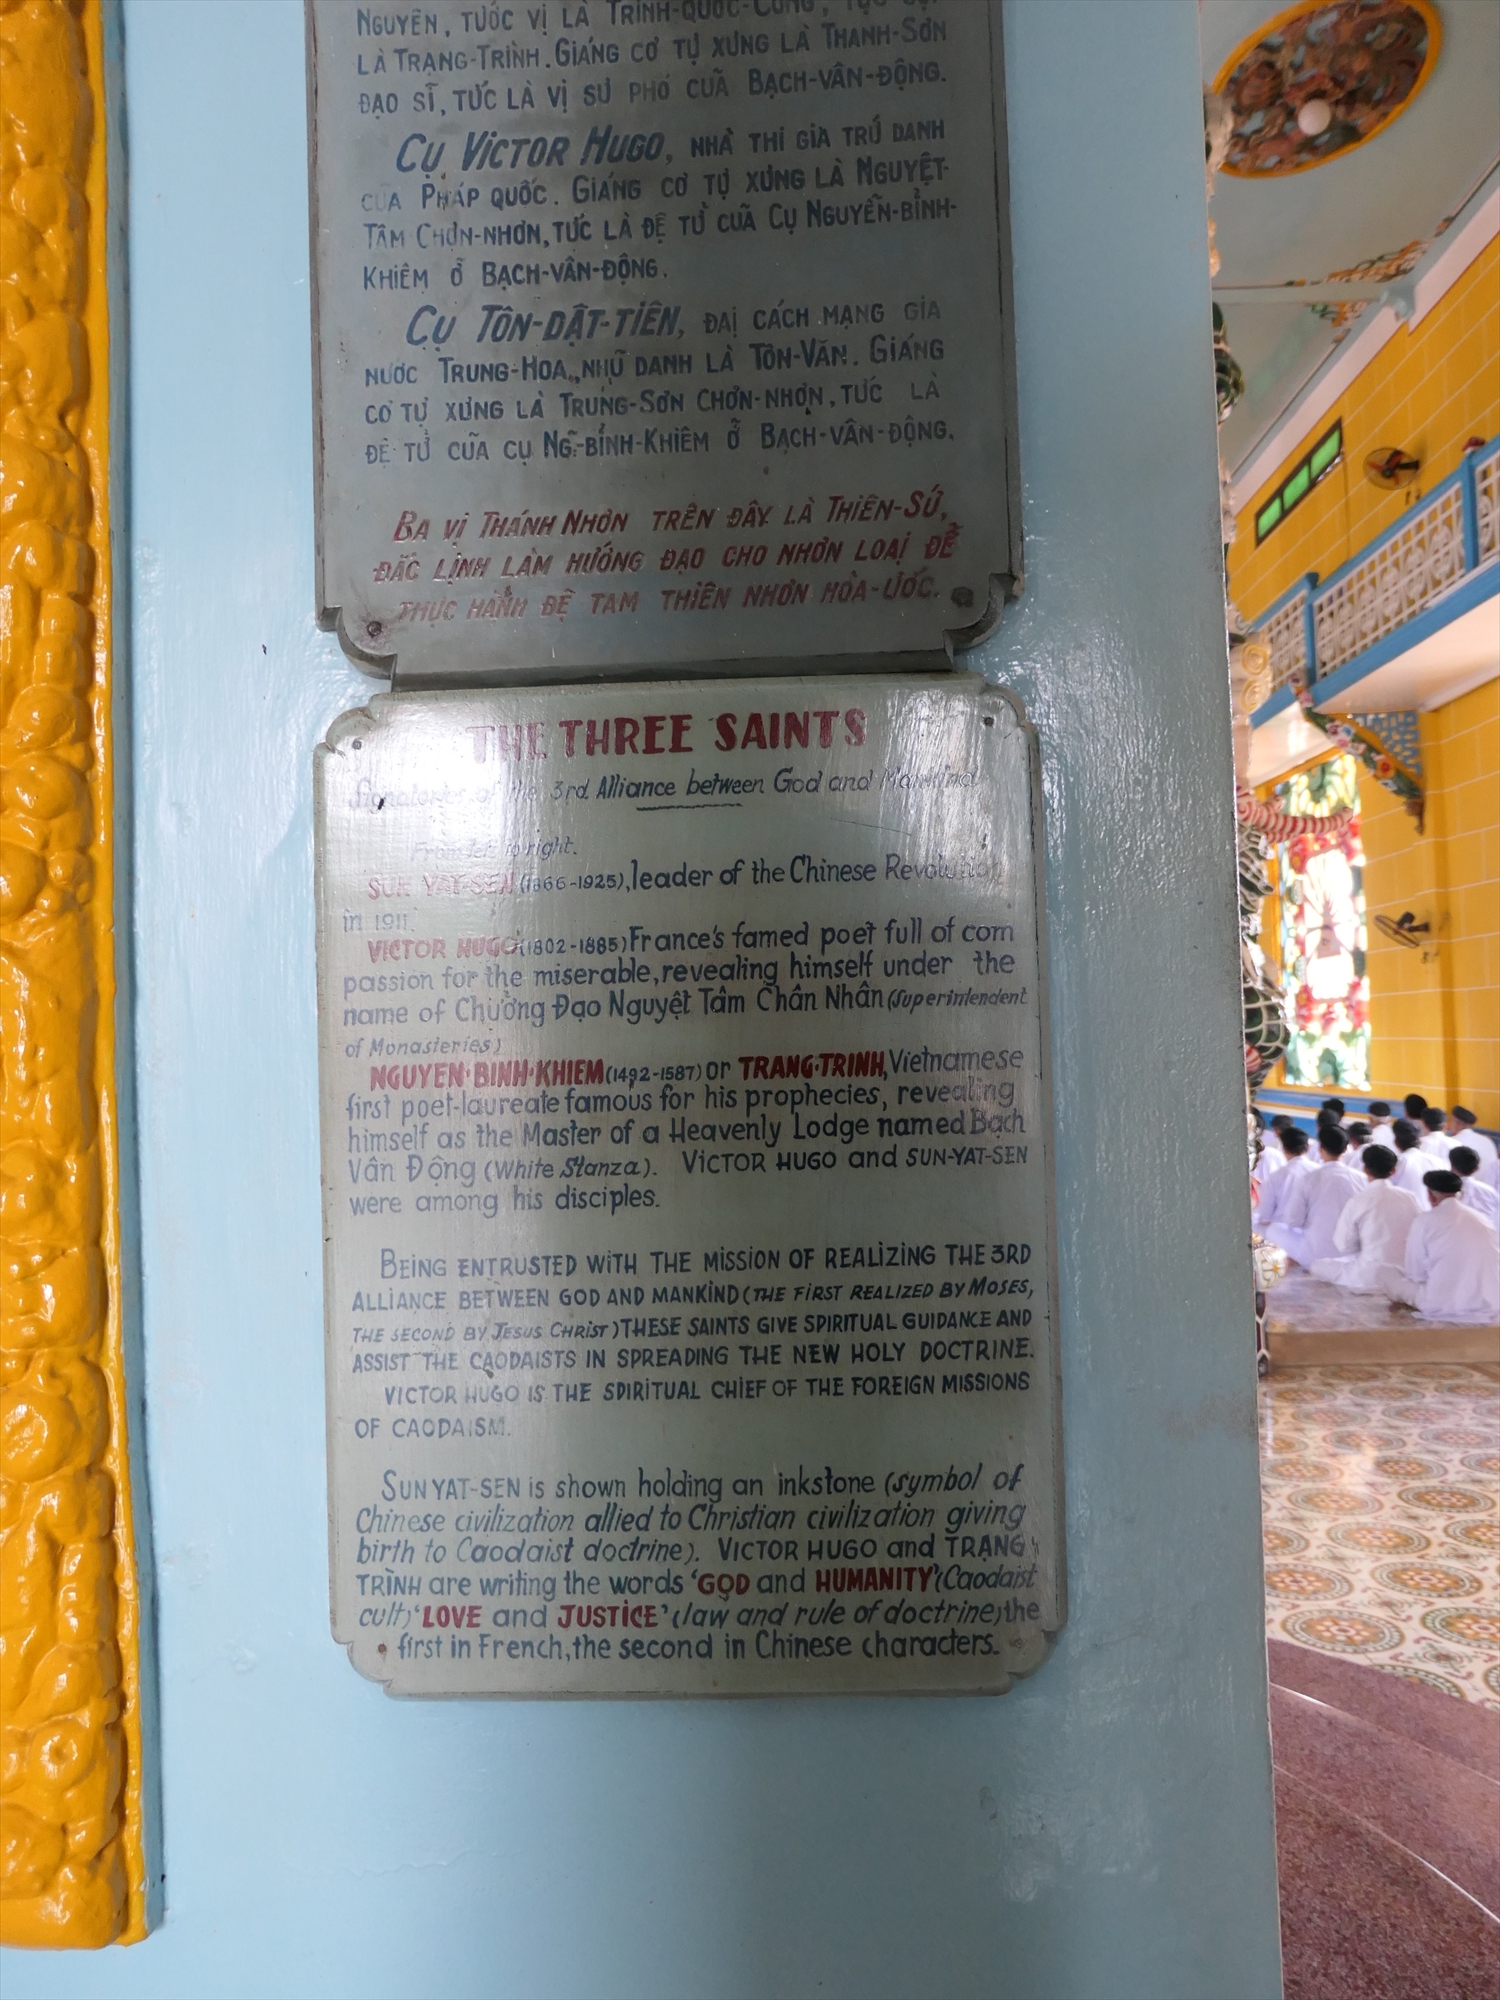 NGUYÊN, TƯỚC VỊ LÀ TRÌNH-QUỐC-CÔNG,
LÀ TRẠNG-TRÌNH. GIÁNG CƠ TỰ XƯNG LÀ THANH-SƠN
ĐẠO SĨ, TỨC LÀ VỊ SƯ PHÓ CUÃ BẠCH-VÂN-ĐỘNG.
CỤ VICTOR HUGO, NHÀ THI GIA TRỨ DANH
CUÃ PHÁP QUỐC. GIÁNG CƠ TỰ XƯNG LÀ NGUYỆT-
TÂM CHƠN-NHƠN, TỨC LÀ ĐỆ TỬ CUÃ CỤ NGUYỄN-BỈNH-
KHIÊM Ở BẠCH-VÂN-ĐỘNG.
CỤ TÔN-DẬT-TIÊN, ĐẠI CÁCH MẠNG GIA
NƯỚC TRUNG-HOA, NHỦ DANH LÀ TÔN-VĂN. GIÁNG
CƠ TỰ XƯNG LÀ TRUNG-SƠN CHƠN-NHƠN, TỨC LÀ
ĐỆ TỬ CUÃ CỤ NG.-BỈNH-KHIÊM Ở BẠCH-VÂN-ĐỘNG.
BA VỊ THÁNH NHƠN TRÊN ĐÂY LÀ THIÊN-SỨ,
ĐẮC LỊNH LÀM HƯỚNG ĐẠO CHO NHƠN LOẠI ĐỂ
THỰC HÀNH ĐỆ TAM THIÊN NHƠN HÒA-ƯỚC.
THE THREE SAINTS
Signatories of the 3rd Alliance between God and Mankind
From left to right.
SUN YAT-SEN (1866-1925), leader of the Chinese Revolution
in 1911.
VICTOR HUGO (1802-1885) France's famed poet full of com
passion for the miserable, revealing himself under the
name of Chưởng Đạo Nguyệt Tâm Chân Nhân (Superintendent
of Monasteries)
NGUYEN-BINH-KHIEM (1492-1587) or TRANG-TRINH, Vietnamese
first poet-laureate famous for his prophecies, revealing
himself as the Master of a Heavenly Lodge named Bạch
Vân Động (White Stanza). VICTOR HUGO and SUN-YAT-SEN
were among his disciples.
BEING ENTRUSTED WITH THE MISSION OF REALIZING THE 3RD
ALLIANCE BETWEEN GOD AND MANKIND (THE FIRST REALIZED BY MOSES,
THE SECOND BY JESUS CHRIST) THESE SAINTS GIVE SPIRITUAL GUIDANCE AND
ASSIST THE CAODAISTS IN SPREADING THE NEW HOLY DOCTRINE.
VICTOR HUGO IS THE SPIRITUAL CHIEF OF THE FOREIGN MISSIONS
OF CAODAISM.
SUN YAT-SEN is shown holding an inkstone (symbol of
Chinese civilization allied to Christian civilization giving
birth to Caodaist doctrine). VICTOR HUGO and TRẠNG
TRÌNH are writing the words 'GOD and HUMANITY' (Caodaist
cult) 'LOVE and JUSTICE' (law and rule of doctrine) the
first in French, the second in Chinese characters.